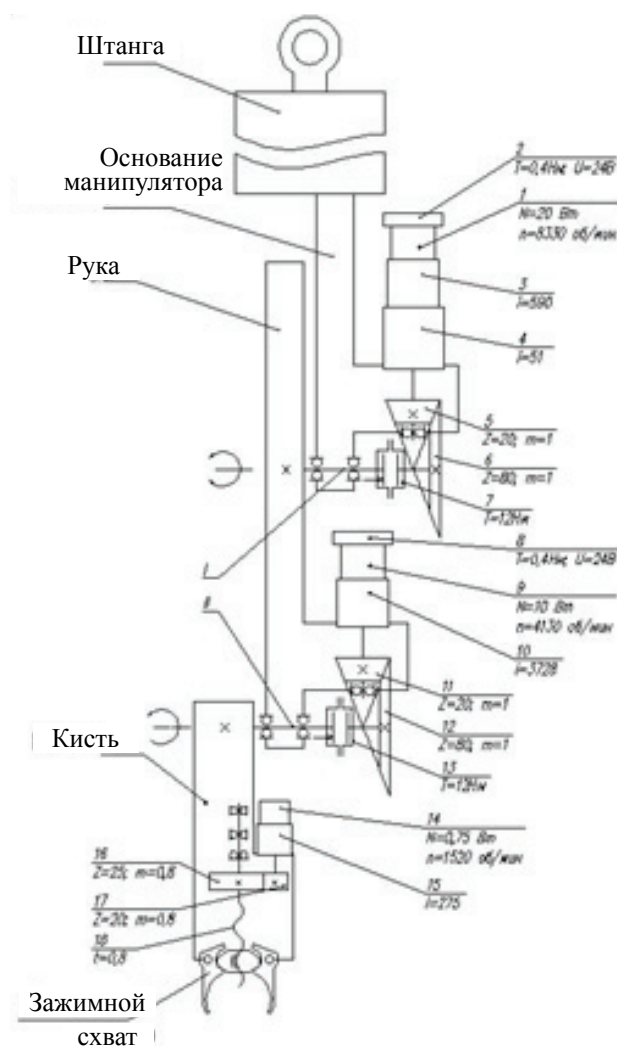 Штанга
Основание
манипулятора
2
T=0,4Нм; U=24В
1
N=20 Вт
n=8330 об/мин
Рука
3
i=590
4
i=51
5
Z=20; m=1
6
Z=80; m=1
7
T=12Нм
8
T=0,4Нм; U=24В
I
9
N=10 Вт
n=4130 об/мин
II
10
i=3728
11
Z=20; m=1
12
Z=80; m=1
Кисть
13
T=12Нм
14
N=0,75 Вт
n=1520 об/мин
16
Z=25; m=0,8
15
i=275
17
Z=20; m=0,8
18
t=0,8
Зажимной
схват